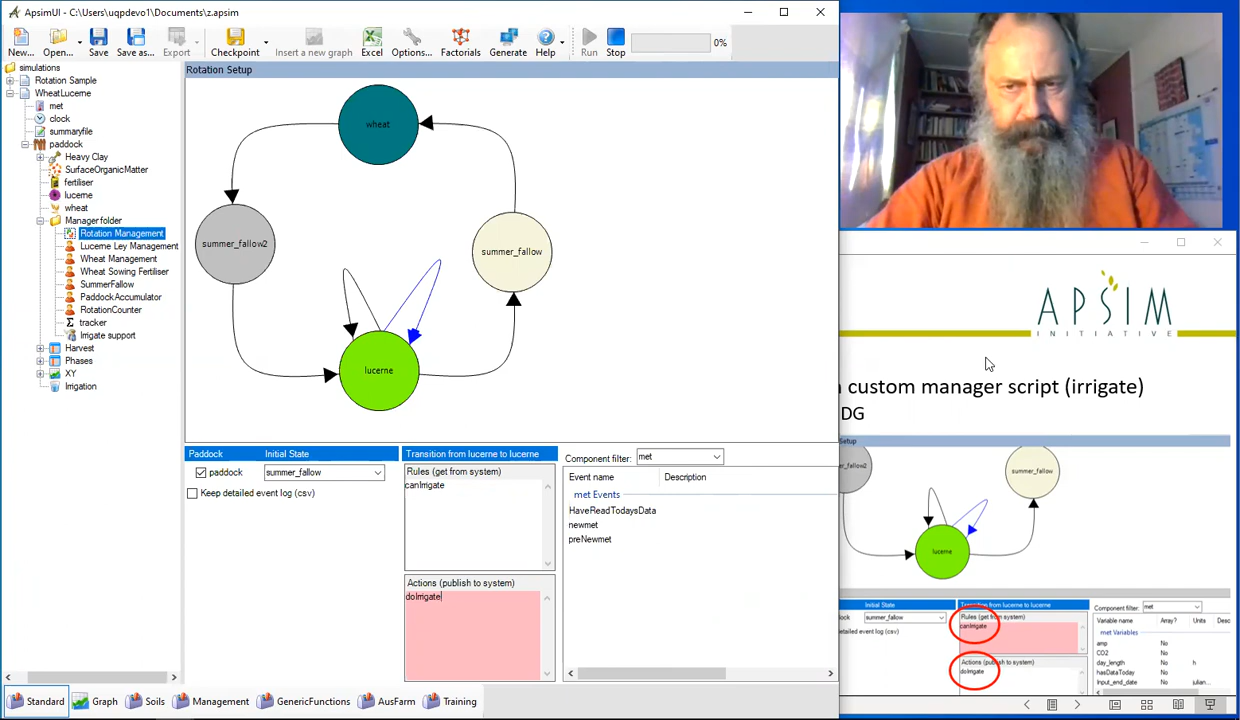 ApsimUI - C:\Users\uqpdevo1\Documents\z.apsim
New... Open... Save Save as... Export Checkpoint Insert a new graph Excel Options... Factorials Generate Help Run Stop 0%
simulations
Rotation Sample
WheatLucerne
met
clock
summaryfile
paddock
Heavy Clay
SurfaceOrganicMatter
fertiliser
lucerne
wheat
Manager folder
Rotation Management
Lucerne Ley Management
Wheat Management
Wheat Sowing Fertiliser
SummerFallow
PaddockAccumulator
RotationCounter
tracker
Irrigate support
Harvest
Phases
XY
Irrigation
Rotation Setup
wheat
summer_fallow2
summer_fallow
lucerne
Paddock Initial State
paddock summer_fallow
Keep detailed event log (csv)
Transition from lucerne to lucerne
Rules (get from system)
canIrrigate
Actions (publish to system)
doIrrigate
Component filter: met
Event name Description
met Events
HaveReadTodaysData
newmet
preNewmet
Standard Graph Soils Management GenericFunctions AusFarm Training
APSIM
INITIATIVE
custom manager script (irrigate)
DG
Setup
summer_fallow
lucerne
Initial State
summer_fallow
detailed event log (csv)
Transition from lucerne to lucerne
Rules (get from system)
canIrrigate
Actions (publish to system)
doIrrigate
Component filter: met
Variable name Array? Units
met Variables
amp No
CO2 No
day_length No h
hasDataToday No
Input_end_date No julian...